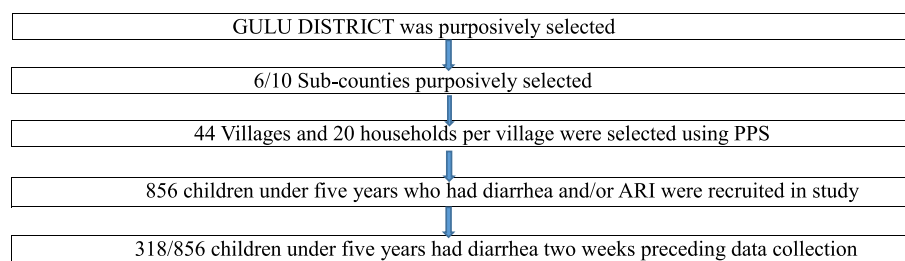 GULU DISTRICT was purposively selected
6/10 Sub-counties purposively selected
44 Villages and 20 households per village were selected using PPS
856 children under five years who had diarrhea and/or ARI were recruited in study
318/856 children under five years had diarrhea two weeks preceding data collection